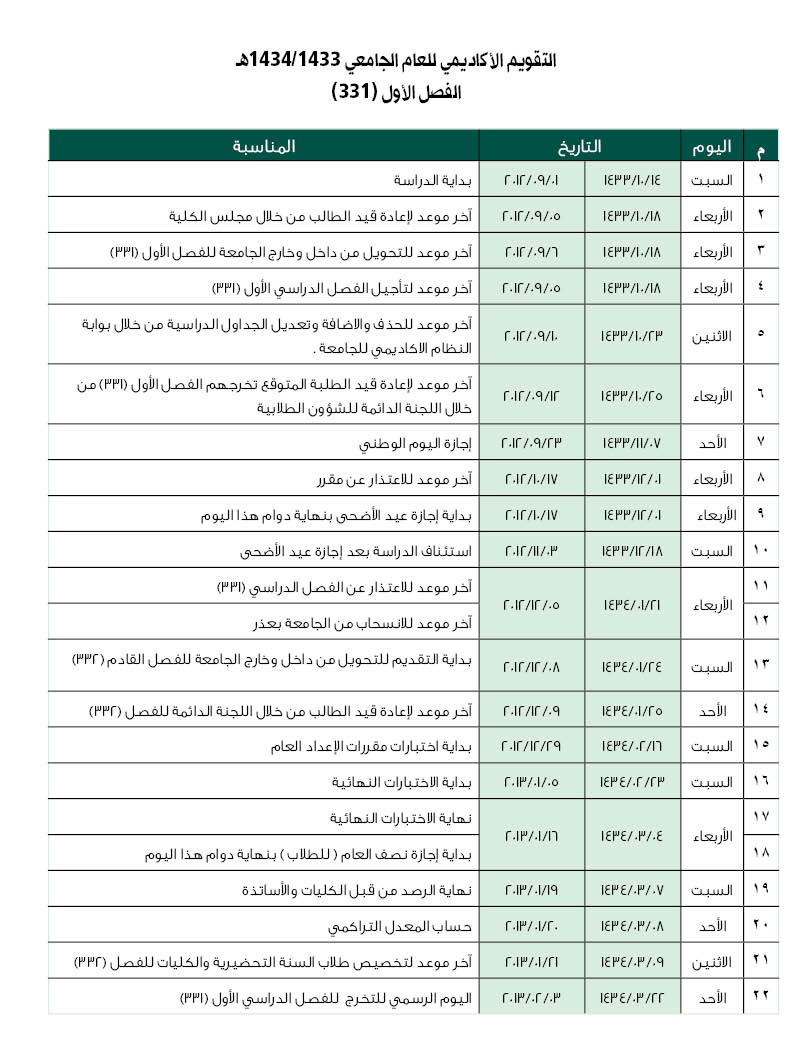 التقويم الأكاديمي للعام الجامعي 1434/1433هـ
الفصل الأول (331)
م اليوم التاريخ المناسبة
١ السبت ١٤٣٣/١٠/١٤ ٢٠١٢/٠٩/٠١ بداية الدراسة
٢ الأربعاء ١٤٣٣/١٠/١٨ ٢٠١٢/٠٩/٠٥ آخر موعد لإعادة قيد الطالب من خلال مجلس الكلية
٣ الأربعاء ١٤٣٣/١٠/١٨ ٢٠١٢/٠٩/٦ آخر موعد للتحويل من داخل وخارج الجامعة للفصل الأول (٣٣١)
٤ الأربعاء ١٤٣٣/١٠/١٨ ٢٠١٢/٠٩/٠٥ آخر موعد لتأجيل الفصل الدراسي الأول (٣٣١)
٥ الاثنين ١٤٣٣/١٠/٢٣ ٢٠١٢/٠٩/١٠ آخر موعد للحذف والاضافة وتعديل الجداول الدراسية من خلال بوابة
النظام الاكاديمي للجامعة .
٦ الأربعاء ١٤٣٣/١٠/٢٥ ٢٠١٢/٠٩/١٢ آخر موعد لإعادة قيد الطلبة المتوقع تخرجهم الفصل الأول (٣٣١) من
خلال اللجنة الدائمة للشؤون الطلابية
٧ الأحد ١٤٣٣/١١/٠٧ ٢٠١٢/٠٩/٢٣ إجازة اليوم الوطني
٨ الأربعاء ١٤٣٣/١٢/٠١ ٢٠١٢/١٠/١٧ آخر موعد للاعتذار عن مقرر
٩ الأربعاء ١٤٣٣/١٢/٠١ ٢٠١٢/١٠/١٧ بداية إجازة عيد الأضحى بنهاية دوام هذا اليوم
١٠ السبت ١٤٣٣/١٢/١٨ ٢٠١٢/١١/٠٣ استئناف الدراسة بعد إجازة عيد الأضحى
١١ الأربعاء ١٤٣٤/٠١/٢١ ٢٠١٢/١٢/٠٥ آخر موعد للاعتذار عن الفصل الدراسي (٣٣١)
١٢ آخر موعد للانسحاب من الجامعة بعذر
١٣ السبت ١٤٣٤/٠١/٢٤ ٢٠١٢/١٢/٠٨ بداية التقديم للتحويل من داخل وخارج الجامعة للفصل القادم (٣٣٢)
١٤ الأحد ١٤٣٤/٠١/٢٥ ٢٠١٢/١٢/٠٩ آخر موعد لإعادة قيد الطالب من خلال اللجنة الدائمة للفصل (٣٣٢)
١٥ السبت ١٤٣٤/٠٢/١٦ ٢٠١٢/١٢/٢٩ بداية اختبارات مقررات الإعداد العام
١٦ السبت ١٤٣٤/٠٢/٢٣ ٢٠١٣/٠١/٠٥ بداية الاختبارات النهائية
١٧ الأربعاء ١٤٣٤/٠٣/٠٤ ٢٠١٣/٠١/١٦ نهاية الاختبارات النهائية
١٨ بداية إجازة نصف العام ( للطلاب ) بنهاية دوام هذا اليوم
١٩ السبت ١٤٣٤/٠٣/٠٧ ٢٠١٣/٠١/١٩ نهاية الرصد من قبل الكليات والأساتذة
٢٠ الأحد ١٤٣٤/٠٣/٠٨ ٢٠١٣/٠١/٢٠ حساب المعدل التراكمي
٢١ الاثنين ١٤٣٤/٠٣/٠٩ ٢٠١٣/٠١/٢١ آخر موعد لتخصيص طلاب السنة التحضيرية والكليات للفصل (٣٣٢)
٢٢ الأحد ١٤٣٤/٠٣/٢٢ ٢٠١٣/٠٢/٠٣ اليوم الرسمي للتخرج للفصل الدراسي الأول (٣٣١)